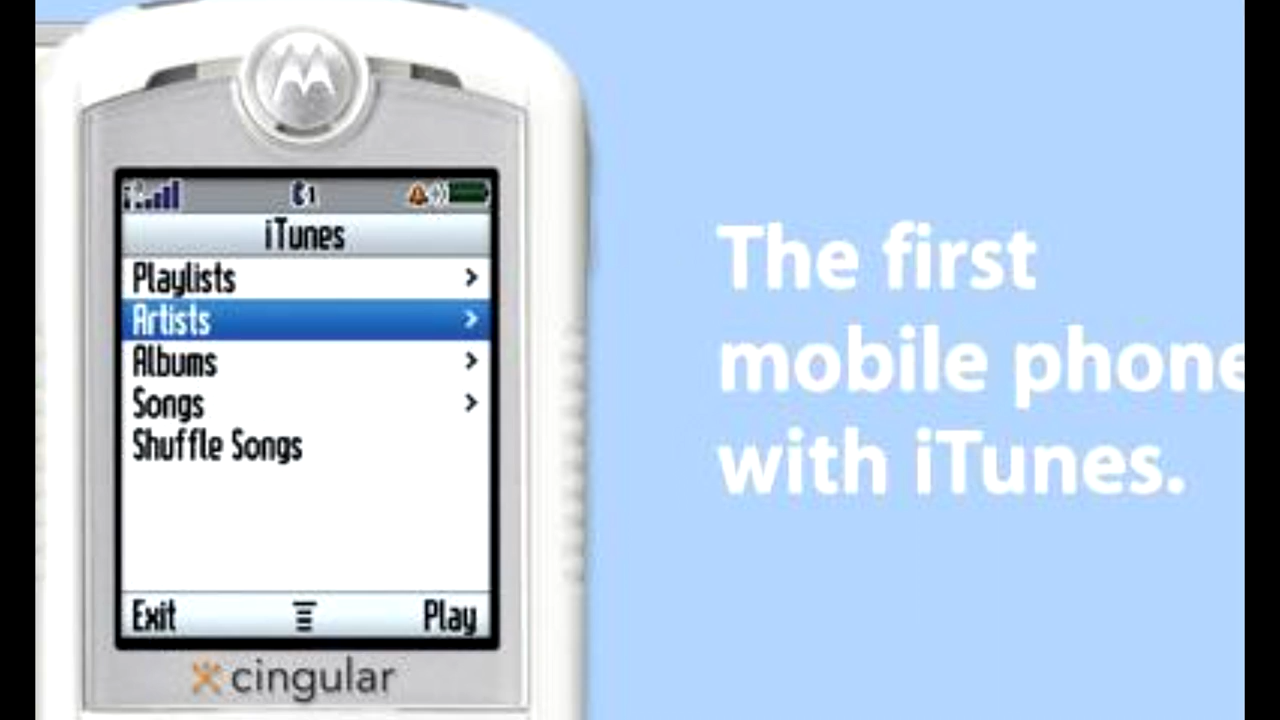 iTunes
Playlists >
Artists >
Albums >
Songs >
Shuffle Songs
Exit Play
cingular
The first
mobile phone
with iTunes.